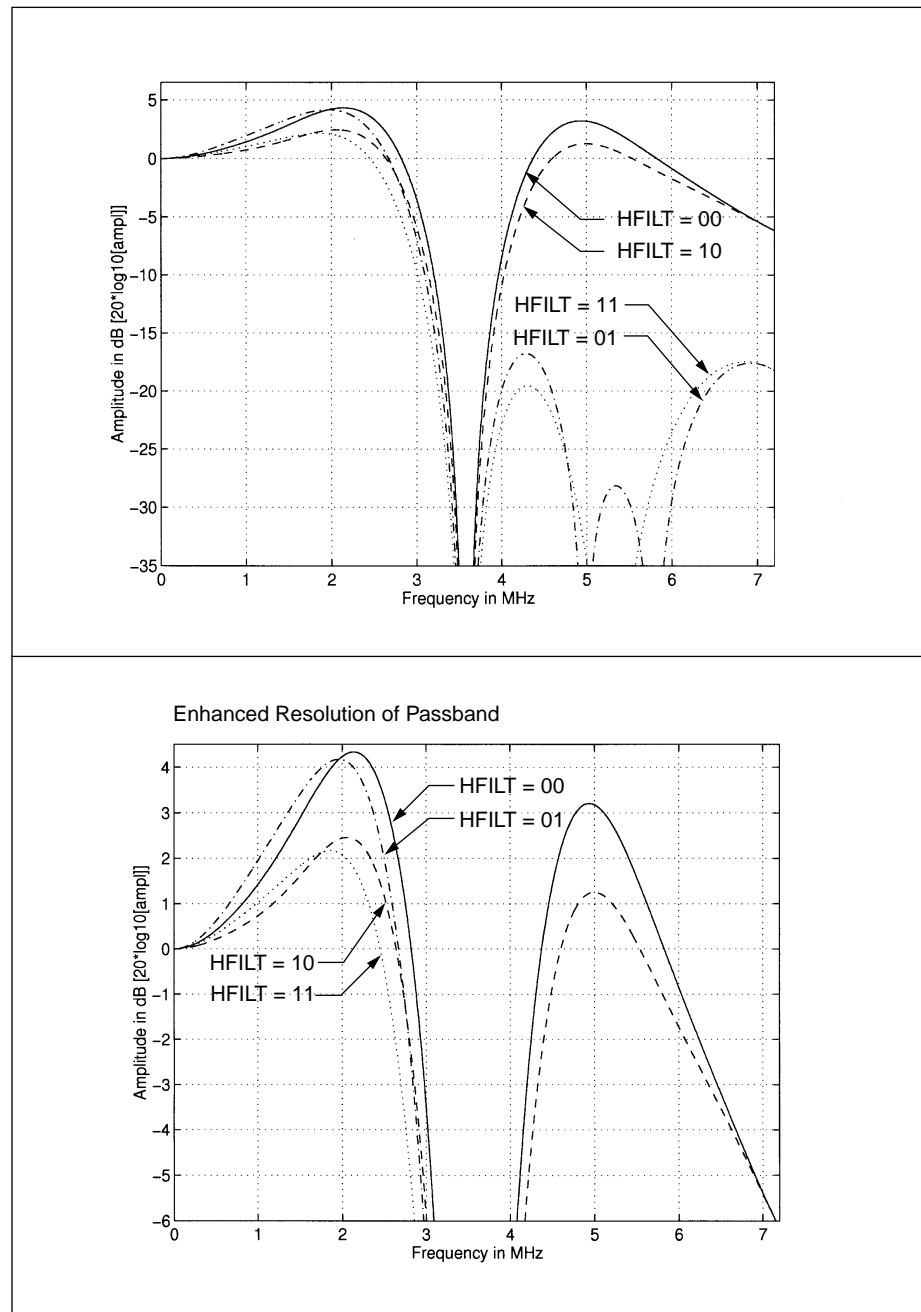 5
0
−5
−10
−15
−20
−25
−30
−35
Amplitude in dB [20*log10[ampl]]
HFILT = 00
HFILT = 10
HFILT = 11
HFILT = 01
0 1 2 3 4 5 6 7
Frequency in MHz
Enhanced Resolution of Passband
4
3
2
1
0
−1
−2
−3
−4
−5
−6
Amplitude in dB [20*log10[ampl]]
HFILT = 00
HFILT = 01
HFILT = 10
HFILT = 11
0 1 2 3 4 5 6 7
Frequency in MHz